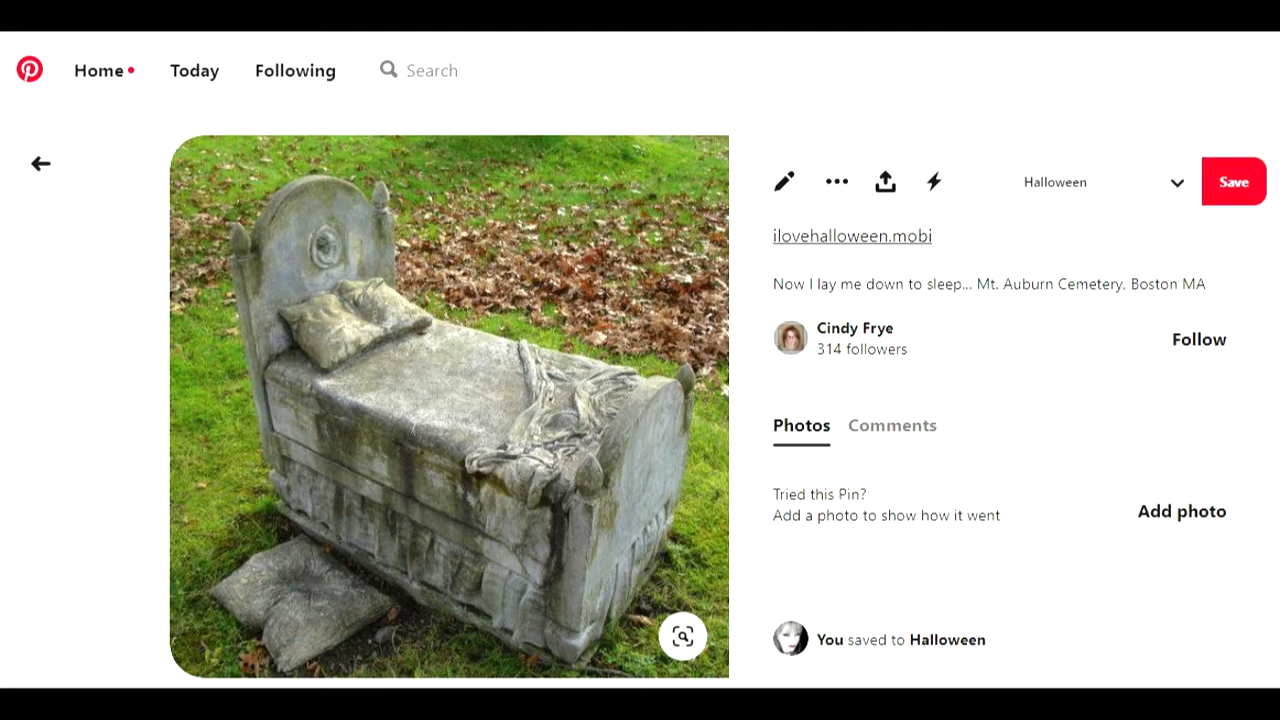 Home Today Following Search
Halloween Save
ilovehalloween.mobi
Now I lay me down to sleep... Mt. Auburn Cemetery, Boston MA
Cindy Frye
314 followers
Follow
Photos Comments
Tried this Pin?
Add a photo to show how it went
Add photo
You saved to Halloween